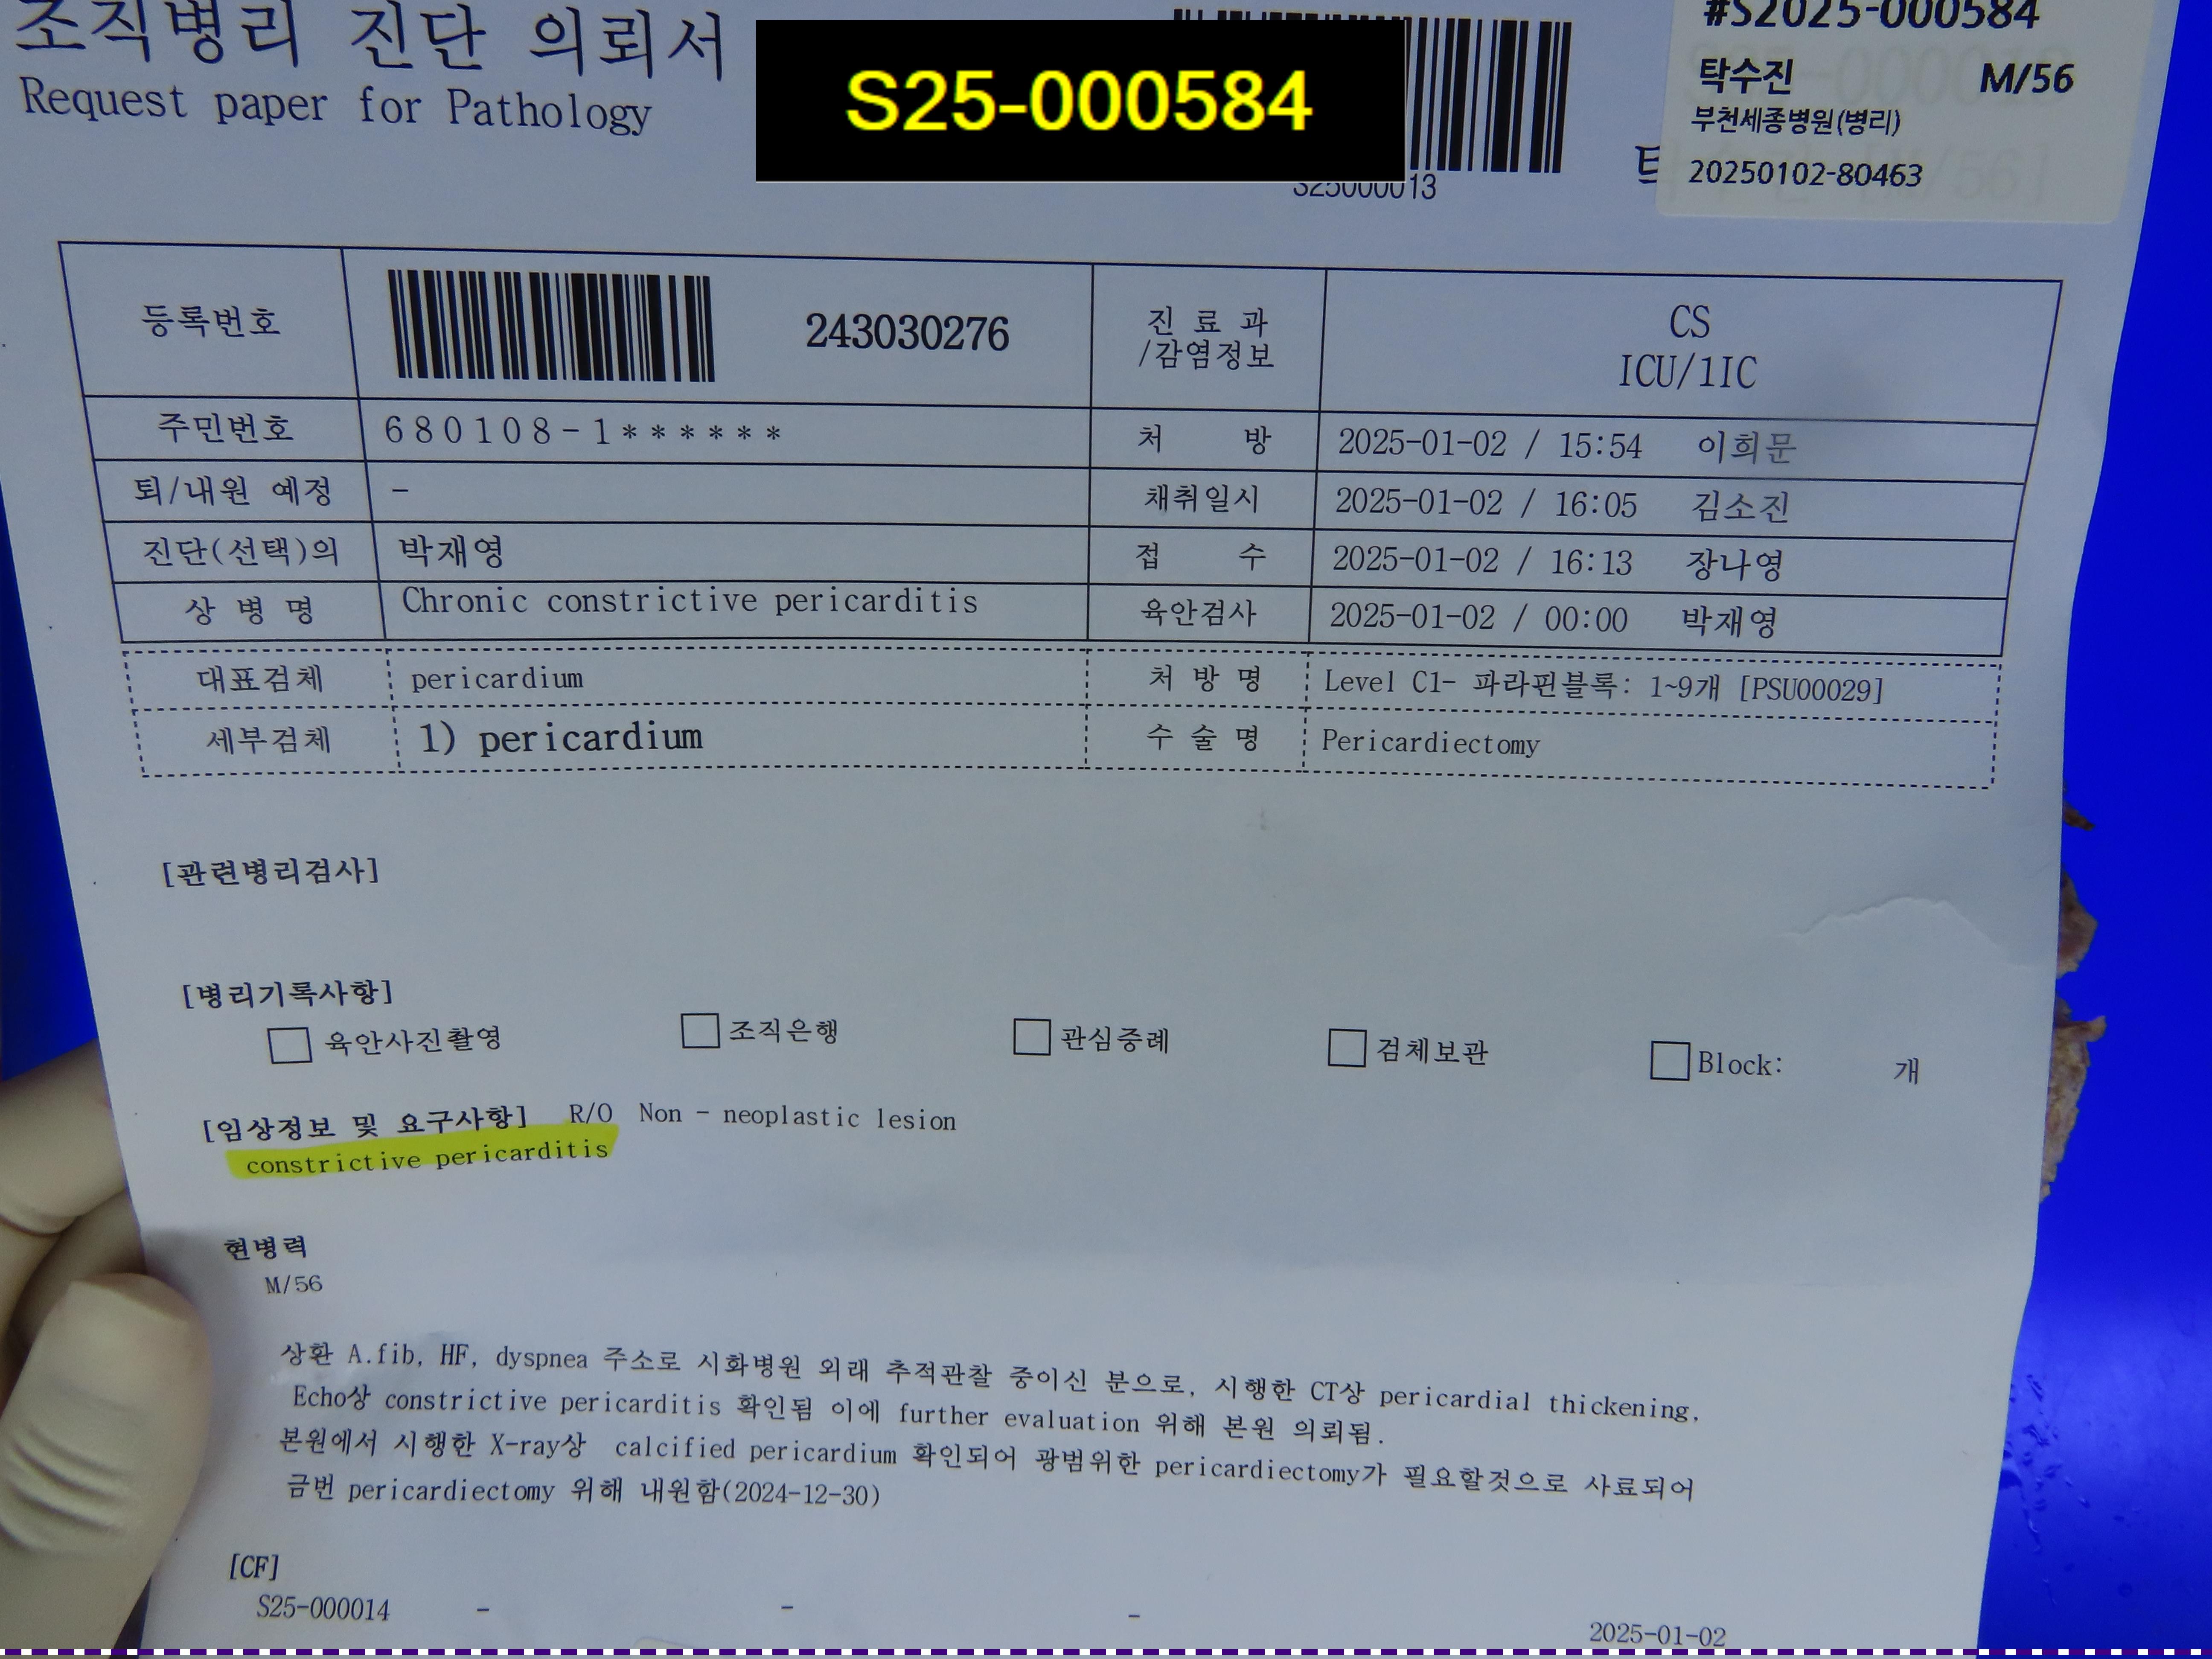 조직병리 진단 의뢰서
Request paper for Pathology
S25-000584
S25000013
#S2025-000584
탁수진 M/56
부천세종병원(병리)
20250102-80463
등록번호 243030276 진 료 과 /감염정보 CS ICU/1IC
주민번호 680108-1****** 처 방 2025-01-02 / 15:54 이희문
퇴/내원 예정 - 채취일시 2025-01-02 / 16:05 김소진
진단(선택)의 박재영 접 수 2025-01-02 / 16:13 장나영
상 병 명 Chronic constrictive pericarditis 육안검사 2025-01-02 / 00:00 박재영
대표검체 pericardium 처 방 명 Level C1- 파라핀블록: 1~9개 [PSU00029]
세부검체 1) pericardium 수 술 명 Pericardiectomy
[관련병리검사]
[병리기록사항]
육안사진촬영 조직은행 관심증례 검체보관 Block: 개
[임상정보 및 요구사항] R/O Non - neoplastic lesion
constrictive pericarditis
현병력
M/56
상환 A.fib, HF, dyspnea 주소로 시화병원 외래 추적관찰 중이신 분으로, 시행한 CT상 pericardial thickening,
Echo상 constrictive pericarditis 확인됨 이에 further evaluation 위해 본원 의뢰됨.
본원에서 시행한 X-ray상 calcified pericardium 확인되어 광범위한 pericardiectomy가 필요할것으로 사료되어
금번 pericardiectomy 위해 내원함(2024-12-30)
[CF]
S25-000014 - - -
2025-01-02